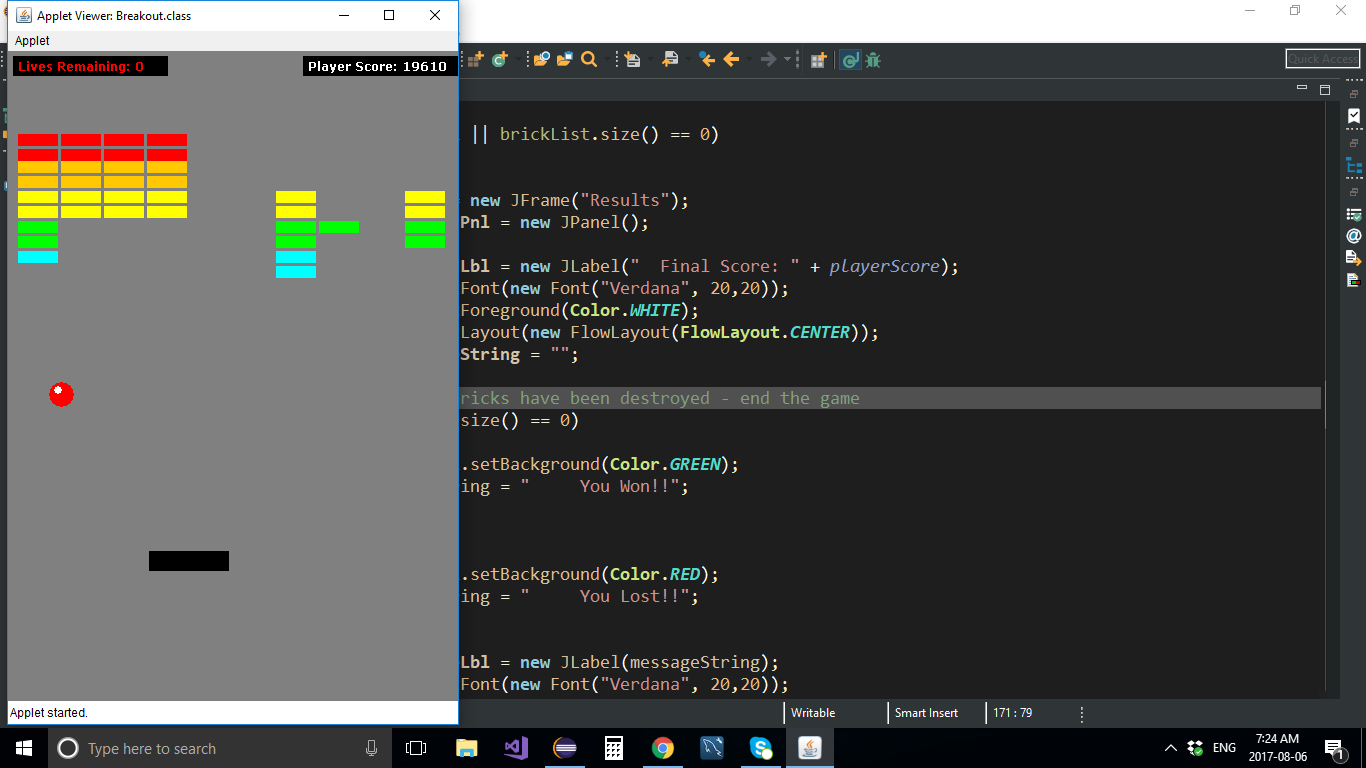 Applet Viewer: Breakout.class
Applet
Lives Remaining: 0
Player Score: 19610
Quick Access
|| brickList.size() == 0)
= new JFrame("Results");
Pnl = new JPanel();
Lbl = new JLabel("  Final Score: " + playerScore);
Font(new Font("Verdana", 20,20));
Foreground(Color.WHITE);
Layout(new FlowLayout(FlowLayout.CENTER));
String = "";
ricks have been destroyed - end the game
size() == 0)
.setBackground(Color.GREEN);
ing = "     You Won!!";
.setBackground(Color.RED);
ing = "     You Lost!!";
Lbl = new JLabel(messageString);
Font(new Font("Verdana", 20,20));
Applet started.
Writable
Smart Insert
171 : 79
Type here to search
ENG
7:24 AM
2017-08-06
1